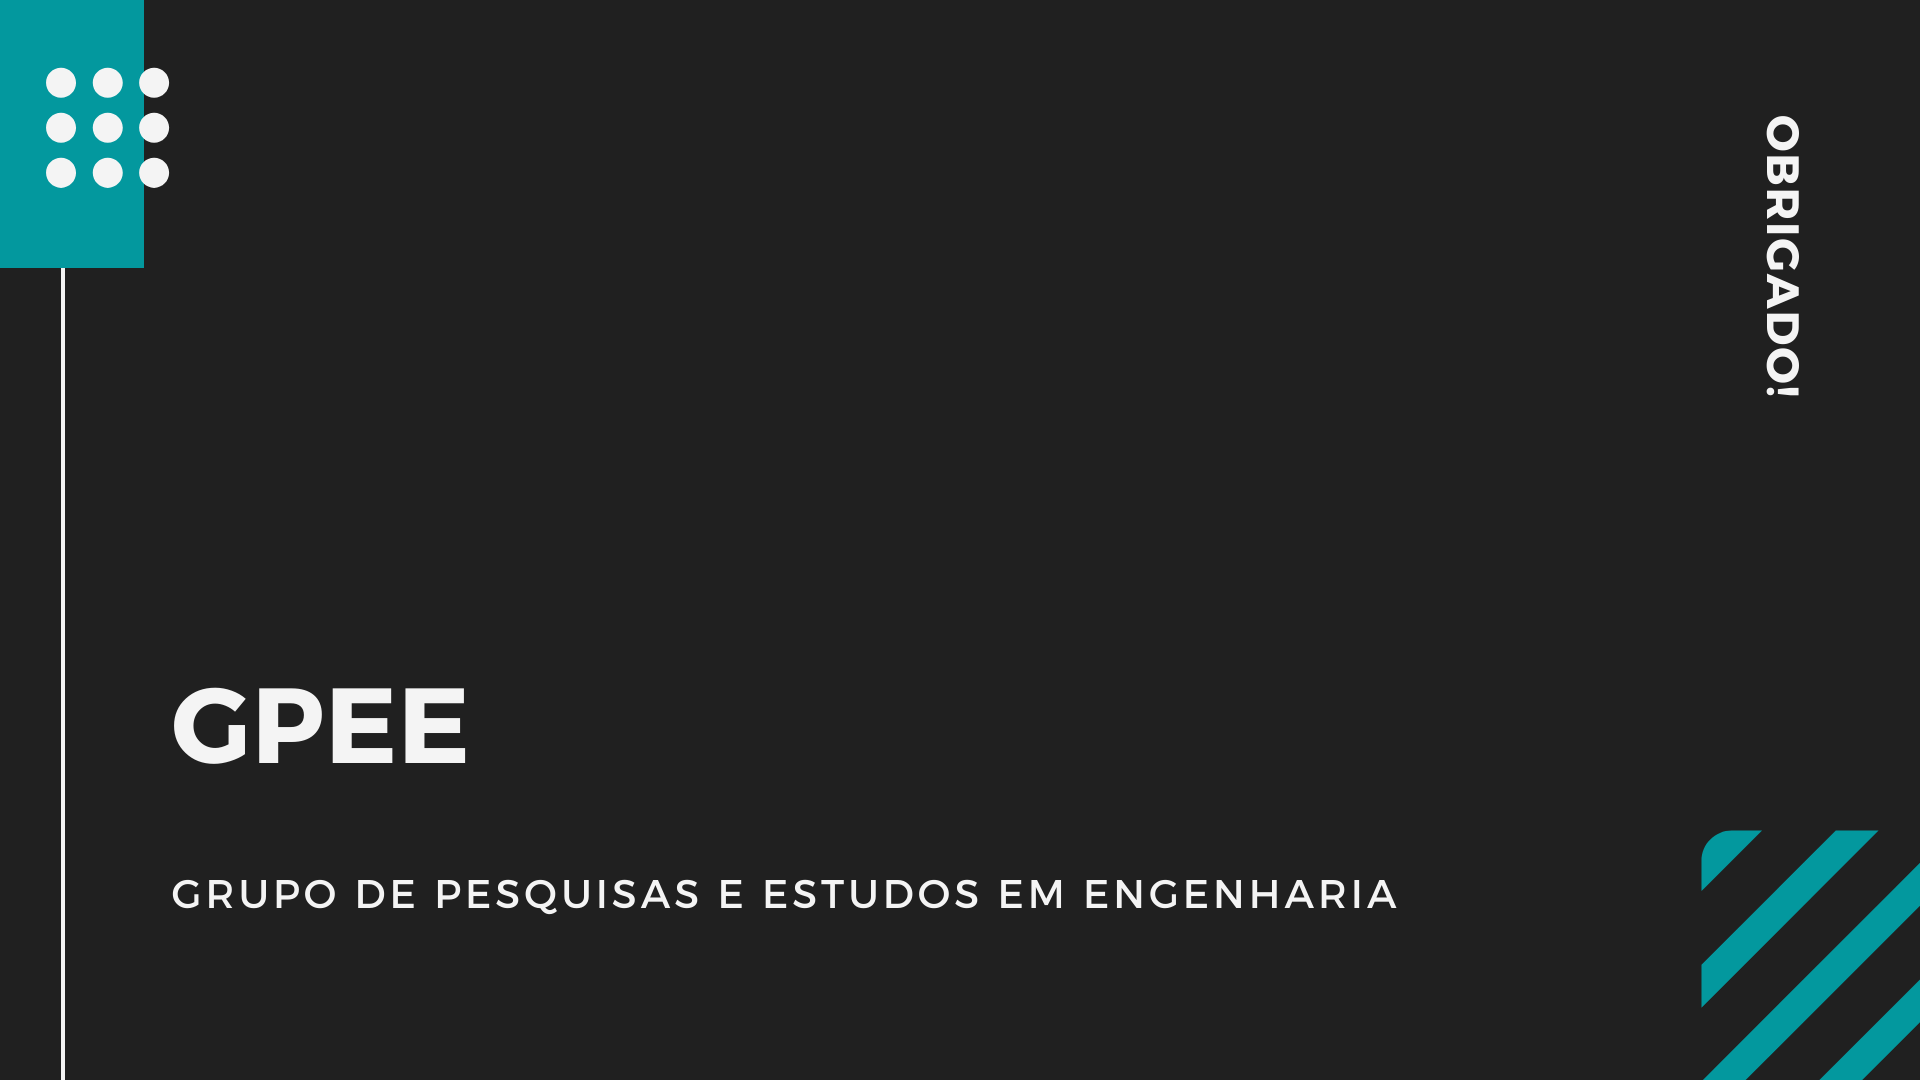 OBRIGADO!
GPEE
GRUPO DE PESQUISAS E ESTUDOS EM ENGENHARIA